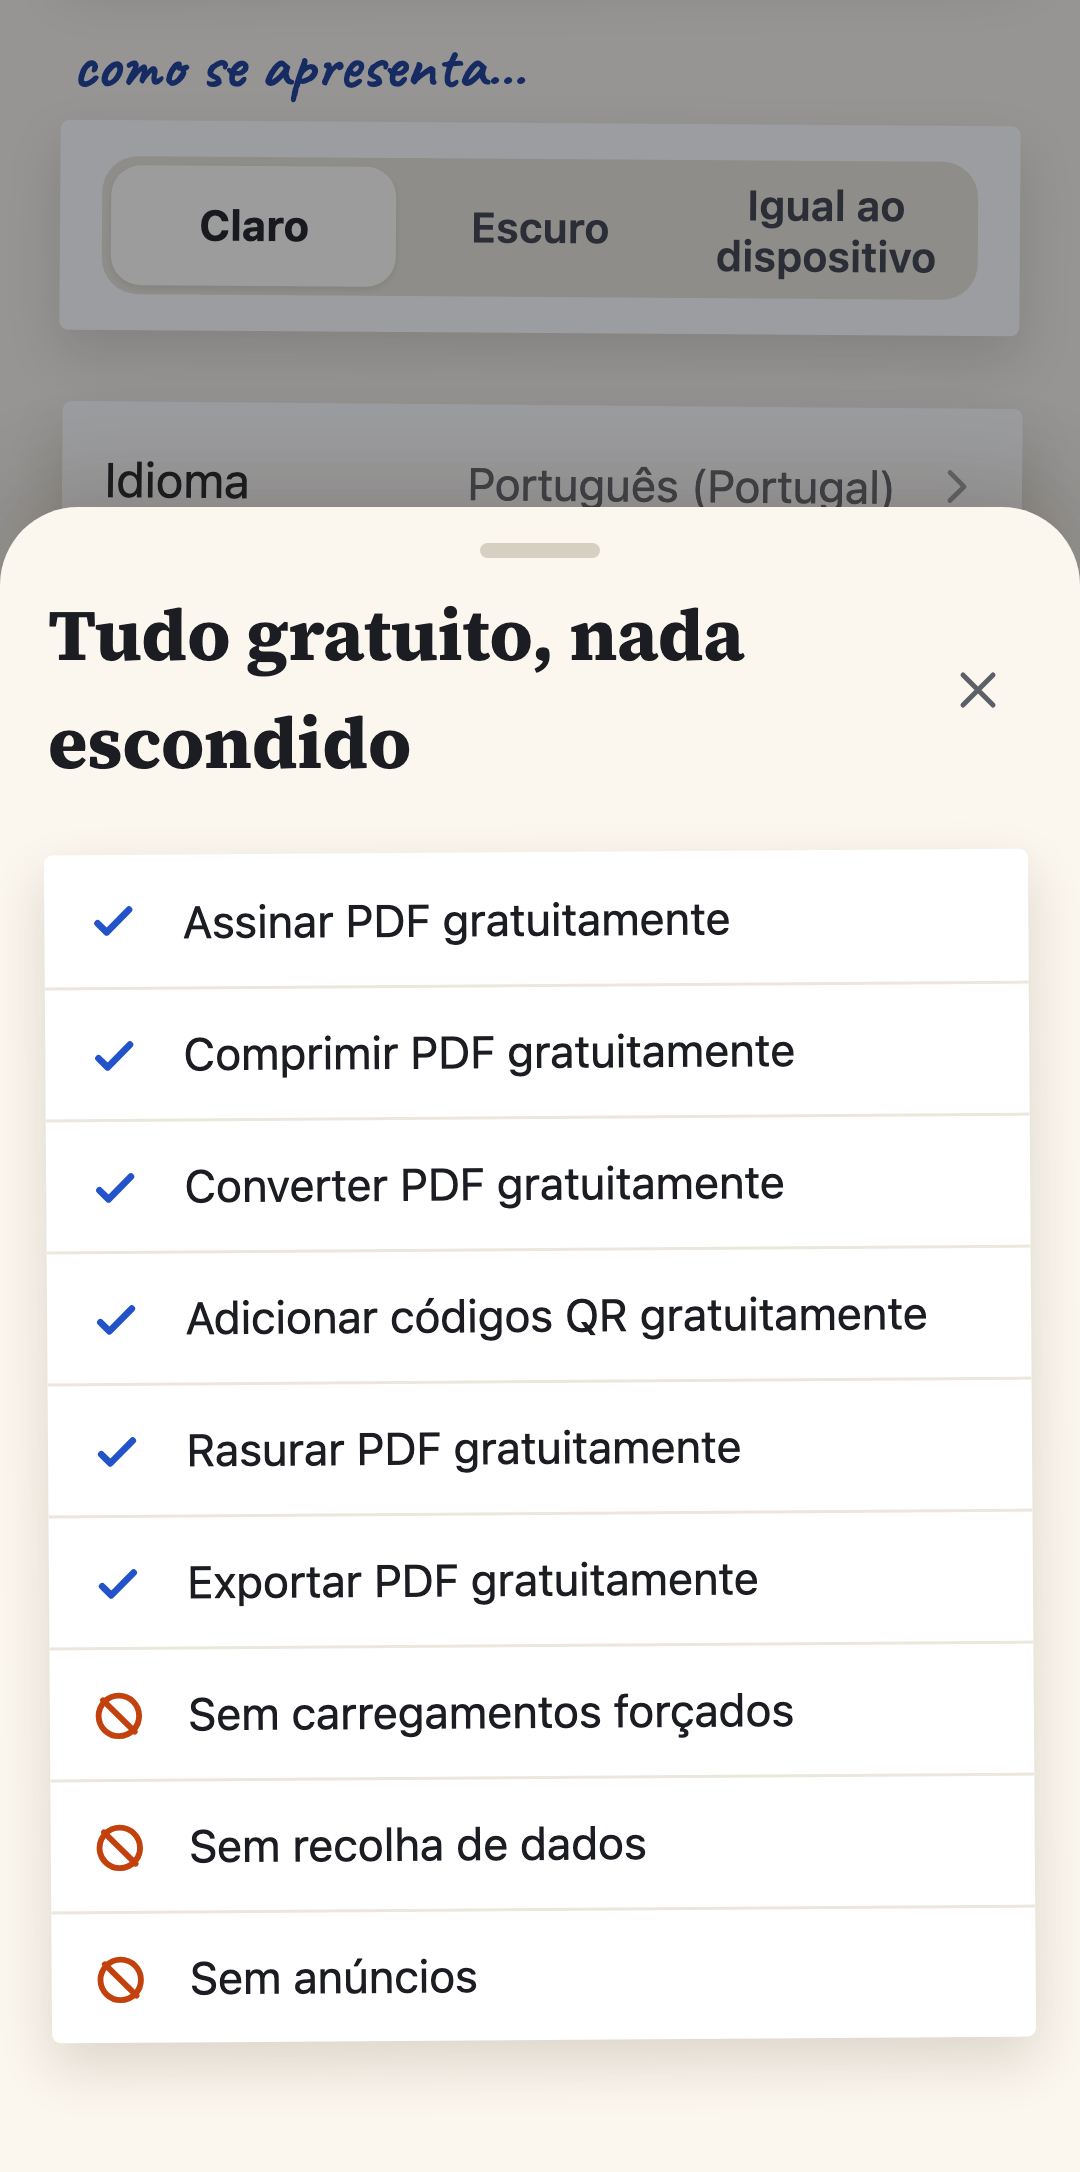 como se apresenta...
Claro
Escuro
Igual ao
dispositivo
Idioma
Português (Portugal)
Tudo gratuito, nada
escondido
Assinar PDF gratuitamente
Comprimir PDF gratuitamente
Converter PDF gratuitamente
Adicionar códigos QR gratuitamente
Rasurar PDF gratuitamente
Exportar PDF gratuitamente
Sem carregamentos forçados
Sem recolha de dados
Sem anúncios